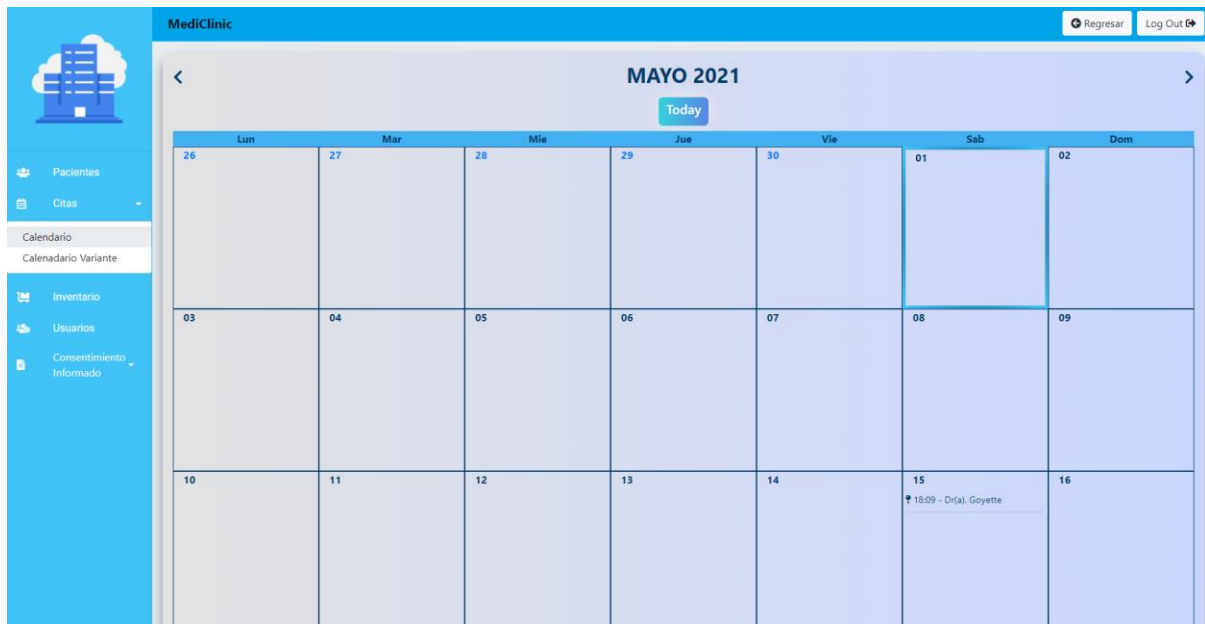 MediClinic
Regresar
Log Out
Pacientes
Citas
Calendario
Calenadario Variante
Inventario
Usuarios
Consentimiento
Informado
MAYO 2021
Today
Lun Mar Mie Jue Vie Sab Dom
26 27 28 29 30 01 02
03 04 05 06 07 08 09
10 11 12 13 14 15 16
18:09 - Dr(a). Goyette